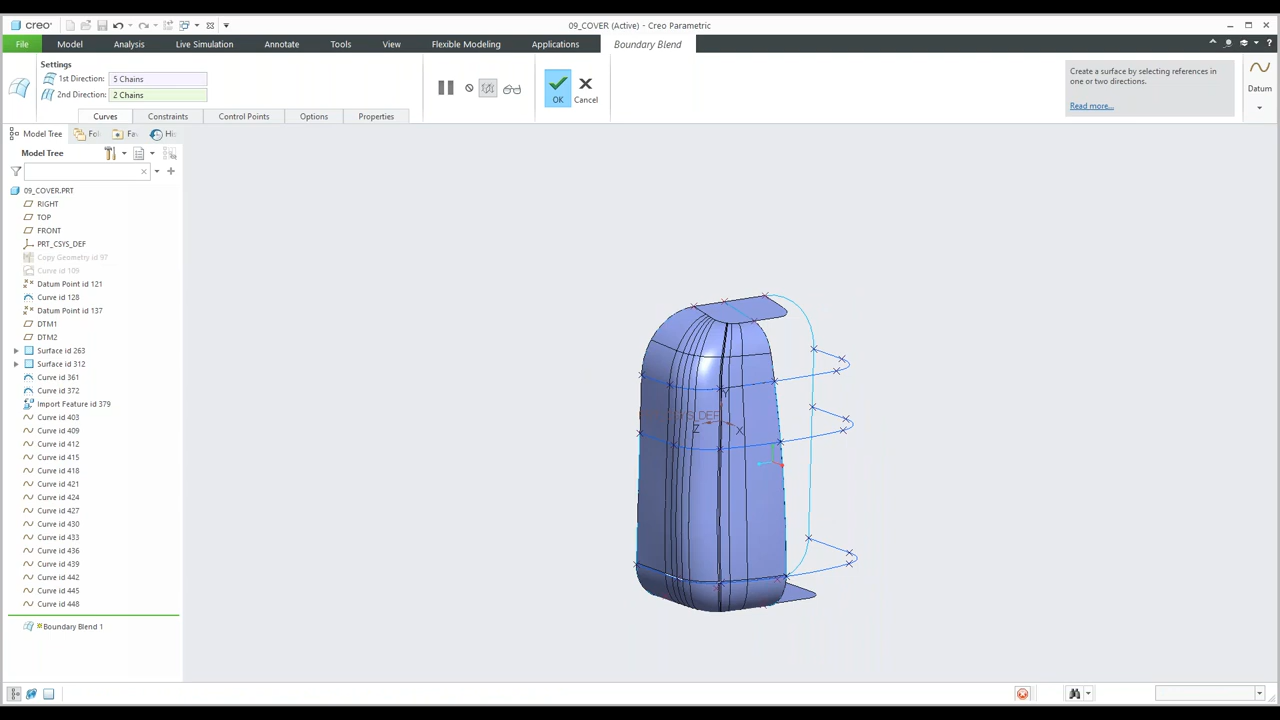 creo
09_COVER (Active) - Creo Parametric
File
Model
Analysis
Live Simulation
Annotate
Tools
View
Flexible Modeling
Applications
Boundary Blend
Settings
1st Direction: 5 Chains
2nd Direction: 2 Chains
OK
Cancel
Create a surface by selecting references in
one or two directions.
Read more...
Datum
Curves
Constraints
Control Points
Options
Properties
Model Tree
Fol
Fav
His
Model Tree
09_COVER.PRT
RIGHT
TOP
FRONT
PRT_CSYS_DEF
Copy Geometry id 97
Curve id 109
Datum Point id 121
Curve id 128
Datum Point id 137
DTM1
DTM2
Surface id 263
Surface id 312
Curve id 361
Curve id 372
Import Feature id 379
Curve id 403
Curve id 409
Curve id 412
Curve id 415
Curve id 418
Curve id 421
Curve id 424
Curve id 427
Curve id 430
Curve id 433
Curve id 436
Curve id 439
Curve id 442
Curve id 445
Curve id 448
Boundary Blend 1
Y
Z
X